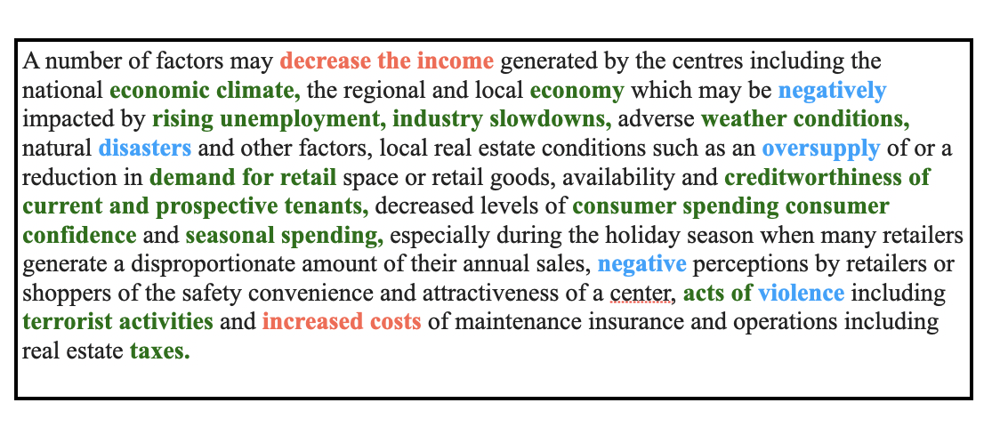 A number of factors may decrease the income generated by the centres including the
national economic climate, the regional and local economy which may be negatively
impacted by rising unemployment, industry slowdowns, adverse weather conditions,
natural disasters and other factors, local real estate conditions such as an oversupply of or a
reduction in demand for retail space or retail goods, availability and creditworthiness of
current and prospective tenants, decreased levels of consumer spending consumer
confidence and seasonal spending, especially during the holiday season when many retailers
generate a disproportionate amount of their annual sales, negative perceptions by retailers or
shoppers of the safety convenience and attractiveness of a center, acts of violence including
terrorist activities and increased costs of maintenance insurance and operations including
real estate taxes.